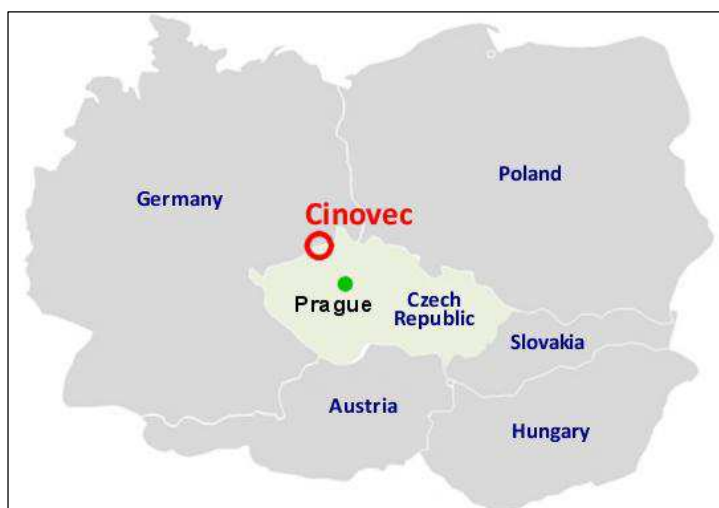 Poland
Germany
Cinovec
Prague
Czech
Republic
Slovakia
Austria
Hungary